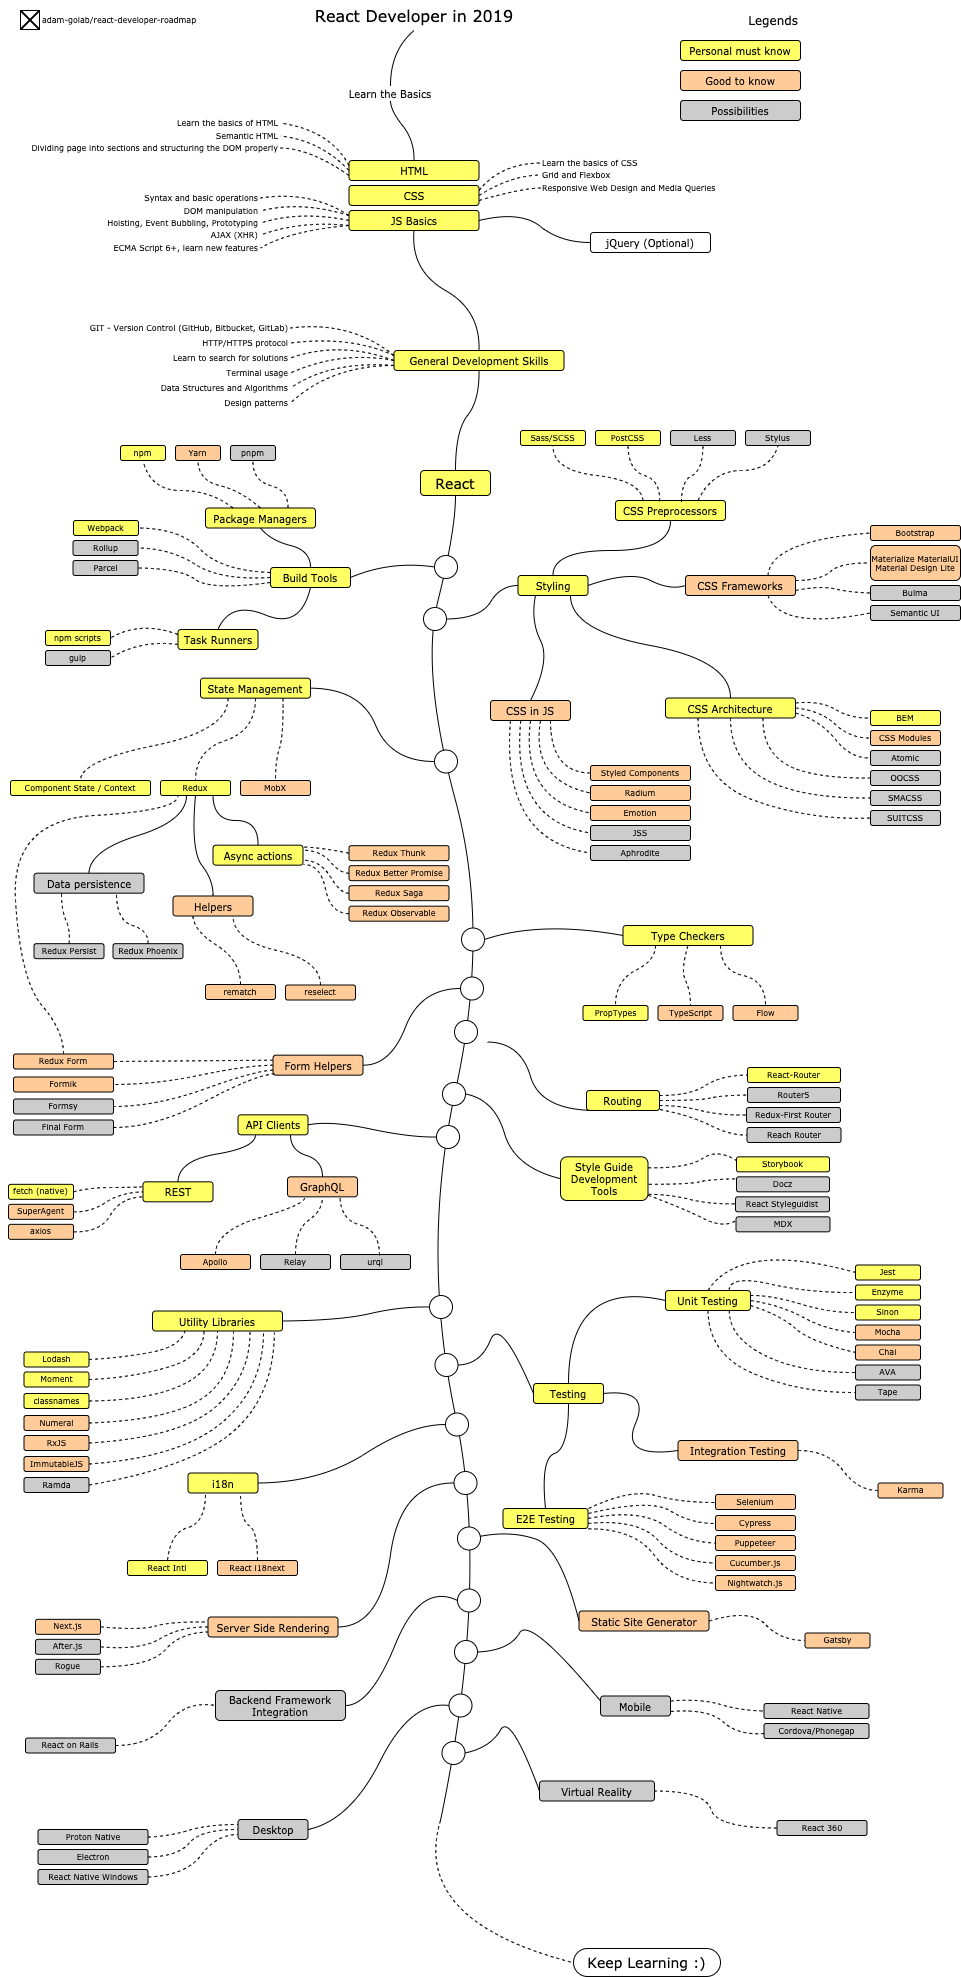 adam-golab/react-developer-roadmap
React Developer in 2019
Legends
Personal must know
Good to know
Possibilities
Learn the Basics
Learn the basics of HTML
Semantic HTML
Dividing page into sections and structuring the DOM properly
HTML
CSS
JS Basics
Learn the basics of CSS
Grid and Flexbox
Responsive Web Design and Media Queries
Syntax and basic operations
DOM manipulation
Hoisting, Event Bubbling, Prototyping
AJAX (XHR)
ECMA Script 6+, learn new features
jQuery (Optional)
GIT - Version Control (GitHub, Bitbucket, GitLab)
HTTP/HTTPS protocol
Learn to search for solutions
Terminal usage
Data Structures and Algorithms
Design patterns
General Development Skills
React
npm
Yarn
pnpm
Package Managers
Webpack
Rollup
Parcel
Build Tools
Task Runners
npm scripts
gulp
Sass/SCSS
PostCSS
Less
Stylus
CSS Preprocessors
Styling
CSS Frameworks
Bootstrap
Materialize MaterialUI
Material Design Lite
Bulma
Semantic UI
CSS in JS
Styled Components
Radium
Emotion
JSS
Aphrodite
CSS Architecture
BEM
CSS Modules
Atomic
OOCSS
SMACSS
SUITCSS
State Management
Component State / Context
Redux
MobX
Async actions
Redux Thunk
Redux Better Promise
Redux Saga
Redux Observable
Data persistence
Helpers
Redux Persist
Redux Phoenix
rematch
reselect
Type Checkers
PropTypes
TypeScript
Flow
Form Helpers
Redux Form
Formik
Formsy
Final Form
Routing
React-Router
Router5
Redux-First Router
Reach Router
API Clients
REST
GraphQL
fetch (native)
SuperAgent
axios
Apollo
Relay
urql
Style Guide
Development
Tools
Storybook
Docz
React Styleguidist
MDX
Utility Libraries
Lodash
Moment
classnames
Numeral
RxJS
ImmutableJS
Ramda
Unit Testing
Jest
Enzyme
Sinon
Mocha
Chai
AVA
Tape
Testing
Integration Testing
Karma
E2E Testing
Selenium
Cypress
Puppeteer
Cucumber.js
Nightwatch.js
i18n
React Intl
React i18next
Server Side Rendering
Next.js
After.js
Rogue
Static Site Generator
Gatsby
Backend Framework
Integration
React on Rails
Mobile
React Native
Cordova/Phonegap
Virtual Reality
React 360
Desktop
Proton Native
Electron
React Native Windows
Keep Learning :)